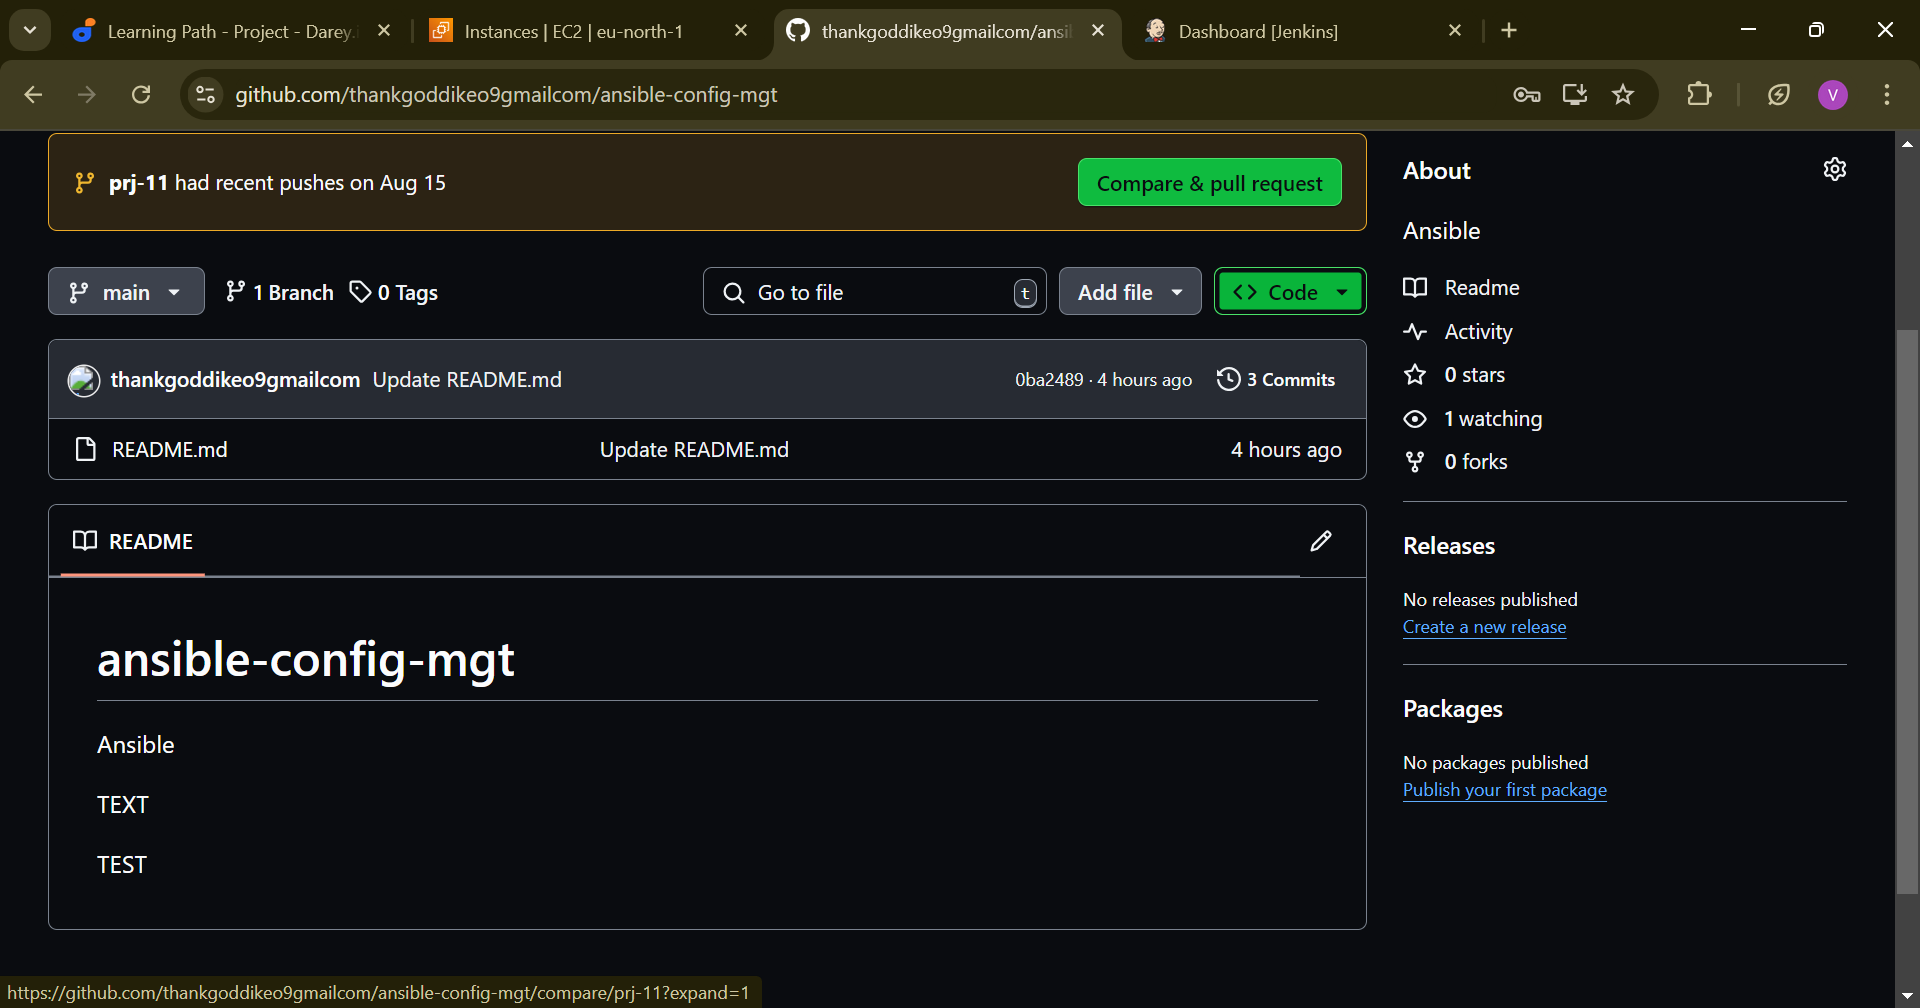 Learning Path - Project - Darey.i
Instances | EC2 | eu-north-1
thankgoddikeo9gmailcom/ansi
Dashboard [Jenkins]
github.com/thankgoddikeo9gmailcom/ansible-config-mgt
V
prj-11 had recent pushes on Aug 15
Compare & pull request
main
1 Branch
0 Tags
Go to file
t
Add file
Code
thankgoddikeo9gmailcom Update README.md
0ba2489 · 4 hours ago
3 Commits
README.md
Update README.md
4 hours ago
README
ansible-config-mgt
Ansible
TEXT
TEST
About
Ansible
Readme
Activity
0 stars
1 watching
0 forks
Releases
No releases published
Create a new release
Packages
No packages published
Publish your first package
https://github.com/thankgoddikeo9gmailcom/ansible-config-mgt/compare/prj-11?expand=1